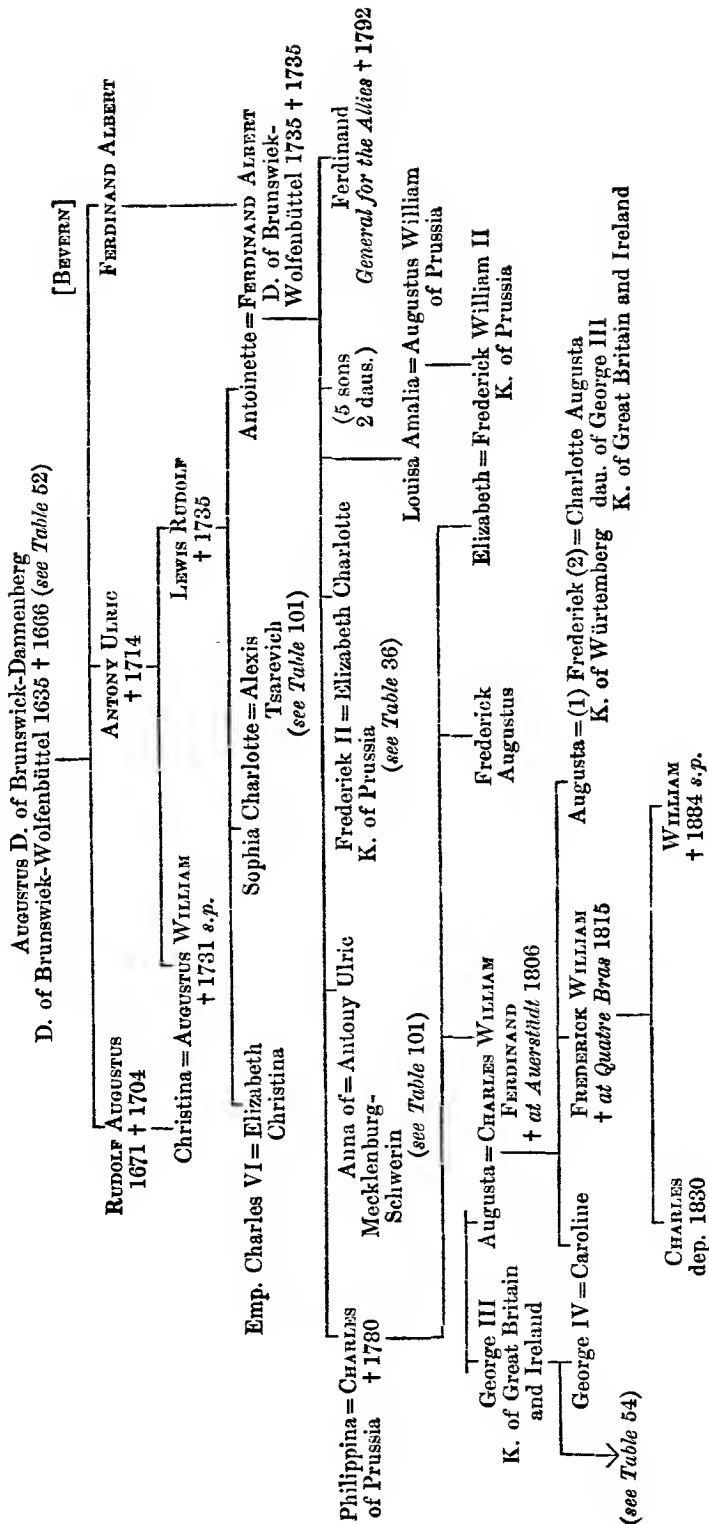 AUGUSTUS D. of Brunswick-Dannenberg
D. of Brunswick-Wolfenbüttel 1635 † 1666 (see Table 52)
[BEVERN]
RUDOLF AUGUSTUS
1671 † 1704
ANTONY ULRIC
† 1714
FERDINAND ALBERT
Christina = AUGUSTUS WILLIAM
† 1731 s.p.
LEWIS RUDOLF
† 1735
Emp. Charles VI = Elizabeth
Christina
Sophia Charlotte = Alexis
Tsarevich
(see Table 101)
Antoinette = FERDINAND ALBERT
D. of Brunswick-
Wolfenbüttel 1735 † 1735
Philippina = CHARLES
of Prussia † 1780
Anna of = Antony Ulric
Mecklenburg-
Schwerin
(see Table 101)
Frederick II = Elizabeth Charlotte
K. of Prussia
(see Table 36)
(5 sons
2 daus.)
Ferdinand
General for the Allies † 1792
Louisa Amalia = Augustus William
of Prussia
George III
K. of Great Britain
and Ireland
Augusta = CHARLES WILLIAM
FERDINAND
† at Auerstädt 1806
Frederick
Augustus
Elizabeth = Frederick William II
K. of Prussia
George IV = Caroline
FREDERICK WILLIAM
† at Quatre Bras 1815
Augusta = (1) Frederick (2) = Charlotte Augusta
K. of Würtemberg dau. of George III
K. of Great Britain and Ireland
(see Table 54)
CHARLES
dep. 1830
WILLIAM
† 1884 s.p.